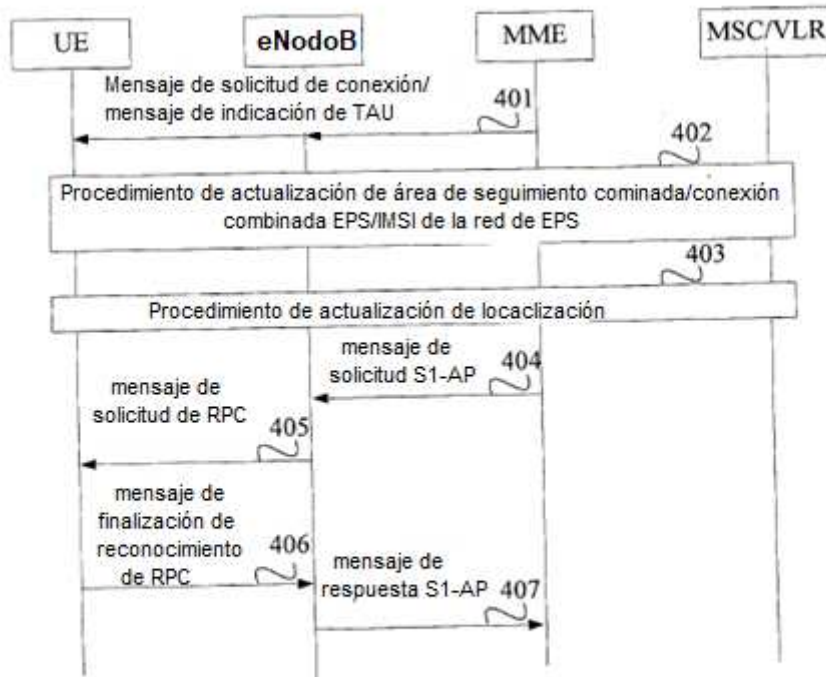 UE
eNodoB
MME
MSC/VLR
Mensaje de solicitud de conexión/
mensaje de indicación de TAU
401
402
Procedimiento de actualización de área de seguimiento cominada/conexión
combinada EPS/IMSI de la red de EPS
403
Procedimiento de actualización de locaclización
mensaje de
solicitud S1-AP
404
mensaje de
solicitud de RPC
405
mensaje de
finalización de
reconocimiento
de RPC
406
mensaje de
respuesta S1-AP
407